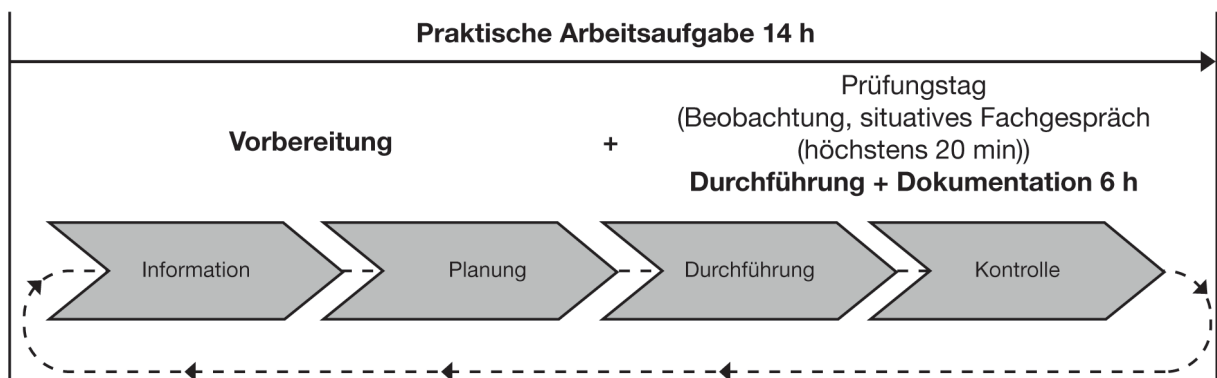 Praktische Arbeitsaufgabe 14 h
Prüfungstag
(Beobachtung, situatives Fachgespräch
Vorbereitung + (höchstens 20 min))
Durchführung + Dokumentation 6 h
Information Planung Durchführung Kontrolle